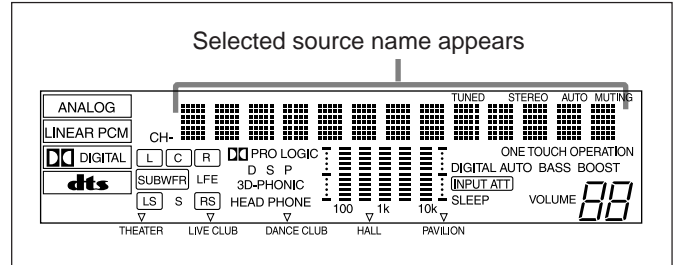 Selected source name appears
TUNED STEREO AUTO MUTING
ANALOG
LINEAR PCM
CH-
DIGITAL
dts
L C R
SUBWFR LFE
LS S RS
PRO LOGIC
D S P
3D-PHONIC
HEAD PHONE
100 1k 10k
ONE TOUCH OPERATION
DIGITAL AUTO BASS BOOST
INPUT ATT
SLEEP
VOLUME 88
THEATER LIVE CLUB DANCE CLUB HALL PAVILION